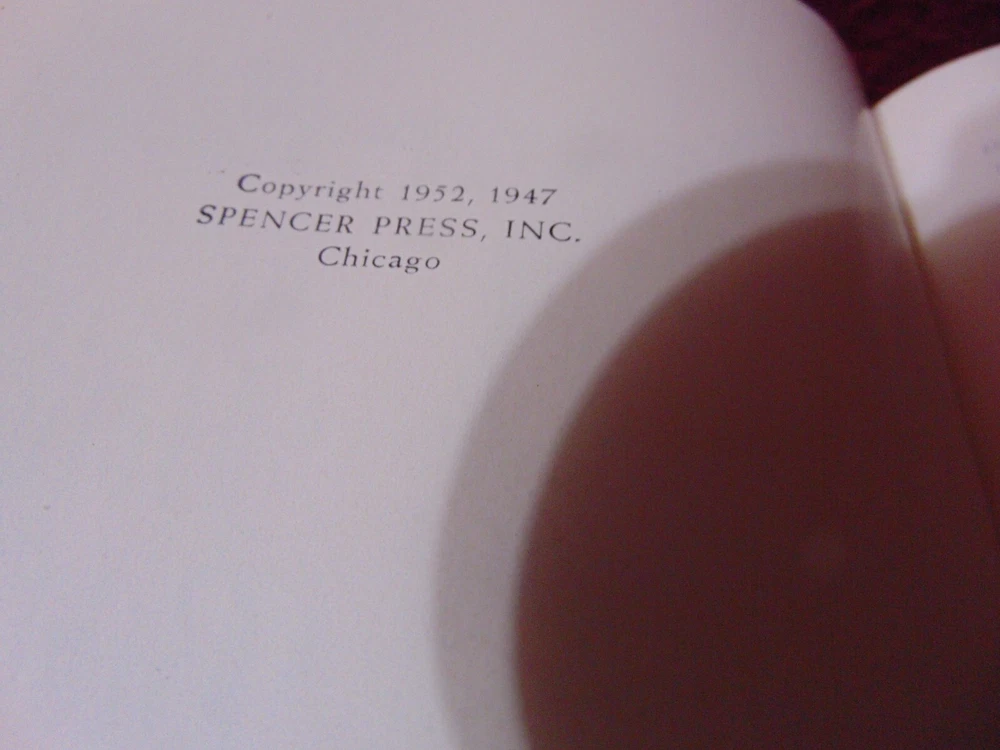 Copyright 1952, 1947
SPENCER PRESS, INC.
Chicago